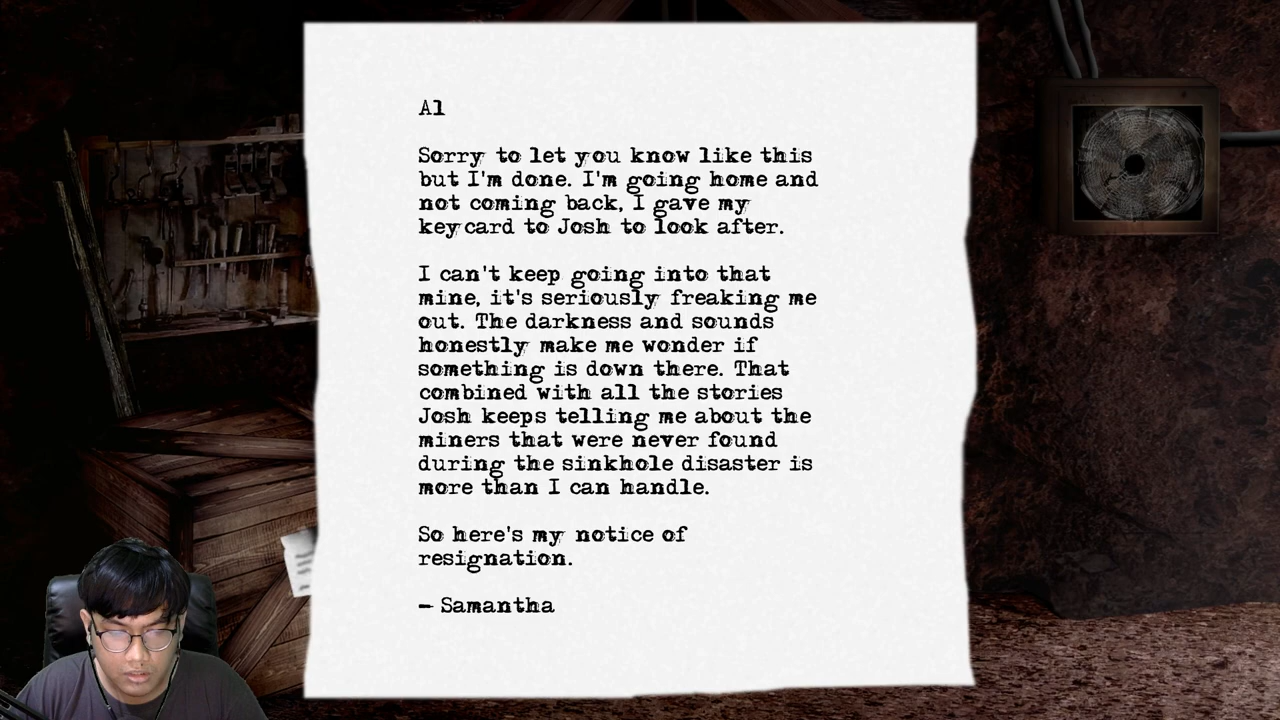 Al
Sorry to let you know like this
but I'm done. I'm going home and
not coming back, I gave my
keycard to Josh to look after.
I can't keep going into that
mine, it's seriously freaking me
out. The darkness and sounds
honestly make me wonder if
something is down there. That
combined with all the stories
Josh keeps telling me about the
miners that were never found
during the sinkhole disaster is
more than I can handle.
So here's my notice of
resignation.
— Samantha